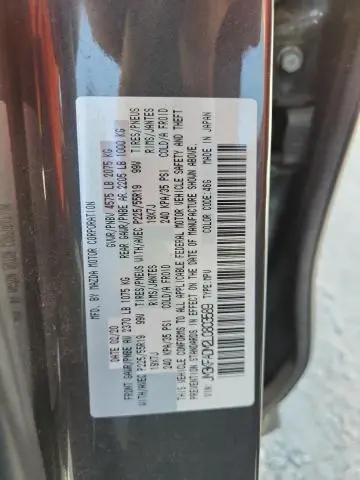 MFD. BY MAZDA MOTOR CORPORATION
02/20 GVWR/PNBV 4575 LB 2075 KG
FRONT GAWR/PNBE AV 2370 LB 1075 KG REAR GAWR/PNBE AR 2205 LB 1000 KG
WITH/AVEC P225/55R19 99V TIRES/PNEUS WITH/AVEC P225/55R19 99V TIRES/PNEUS
19X7J RIMS/JANTES 19X7J RIMS/JANTES
240 KPA/35 PSI COLD/A FROID 240 KPA/35 PSI COLD/A FROID
THIS VEHICLE CONFORMS TO ALL APPLICABLE FEDERAL MOTOR VEHICLE SAFETY AND THEFT
PREVENTION STANDARDS IN EFFECT ON THE DATE OF MANUFACTURE SHOWN ABOVE.
TYPE:MPV COLOR CODE:46G MADE IN JAPAN